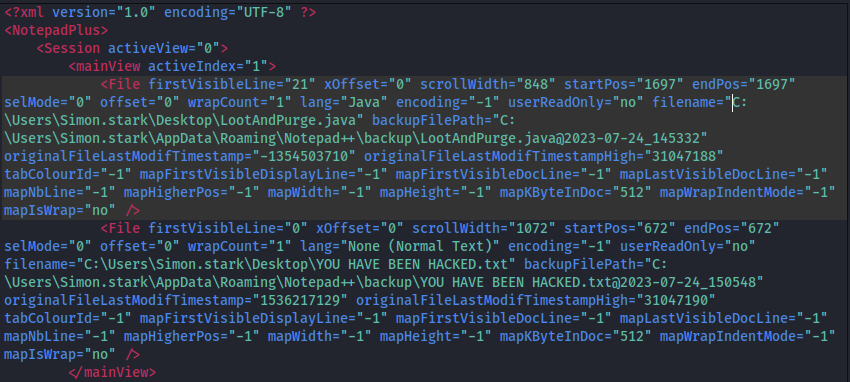 <?xml version="1.0" encoding="UTF-8" ?>
<NotepadPlus>
    <Session activeView="0">
        <mainView activeIndex="1">
            <File firstVisibleLine="21" xOffset="0" scrollWidth="848" startPos="1697" endPos="1697"
selMode="0" offset="0" wrapCount="1" lang="Java" encoding="-1" userReadOnly="no" filename="C:
\Users\Simon.stark\Desktop\LootAndPurge.java" backupFilePath="C:
\Users\Simon.stark\AppData\Roaming\Notepad++\backup\LootAndPurge.java@2023-07-24_145332"
originalFileLastModifTimestamp="-1354503710" originalFileLastModifTimestampHigh="31047188"
tabColourId="-1" mapFirstVisibleDisplayLine="-1" mapFirstVisibleDocLine="-1" mapLastVisibleDocLine="-1"
mapNbLine="-1" mapHigherPos="-1" mapWidth="-1" mapHeight="-1" mapKByteInDoc="512" mapWrapIndentMode="-1"
mapIsWrap="no" />
            <File firstVisibleLine="0" xOffset="0" scrollWidth="1072" startPos="672" endPos="672"
selMode="0" offset="0" wrapCount="1" lang="None (Normal Text)" encoding="-1" userReadOnly="no"
filename="C:\Users\Simon.stark\Desktop\YOU HAVE BEEN HACKED.txt" backupFilePath="C:
\Users\Simon.stark\AppData\Roaming\Notepad++\backup\YOU HAVE BEEN HACKED.txt@2023-07-24_150548"
originalFileLastModifTimestamp="1536217129" originalFileLastModifTimestampHigh="31047190"
tabColourId="-1" mapFirstVisibleDisplayLine="-1" mapFirstVisibleDocLine="-1" mapLastVisibleDocLine="-1"
mapNbLine="-1" mapHigherPos="-1" mapWidth="-1" mapHeight="-1" mapKByteInDoc="512" mapWrapIndentMode="-1"
mapIsWrap="no" />
        </mainView>